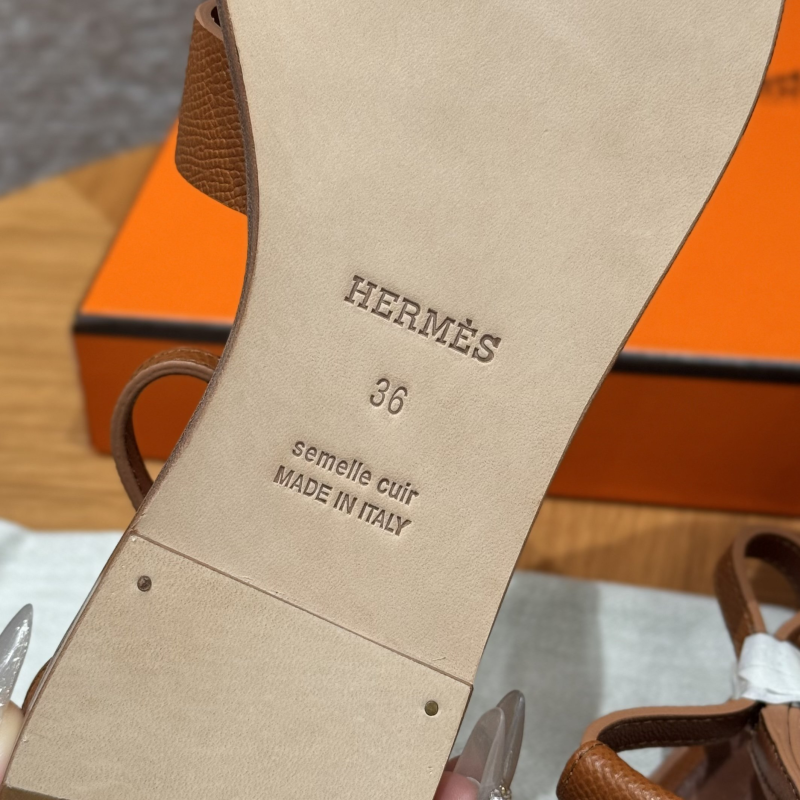 HERMÈS
36
semelle cuir
MADE IN ITALY